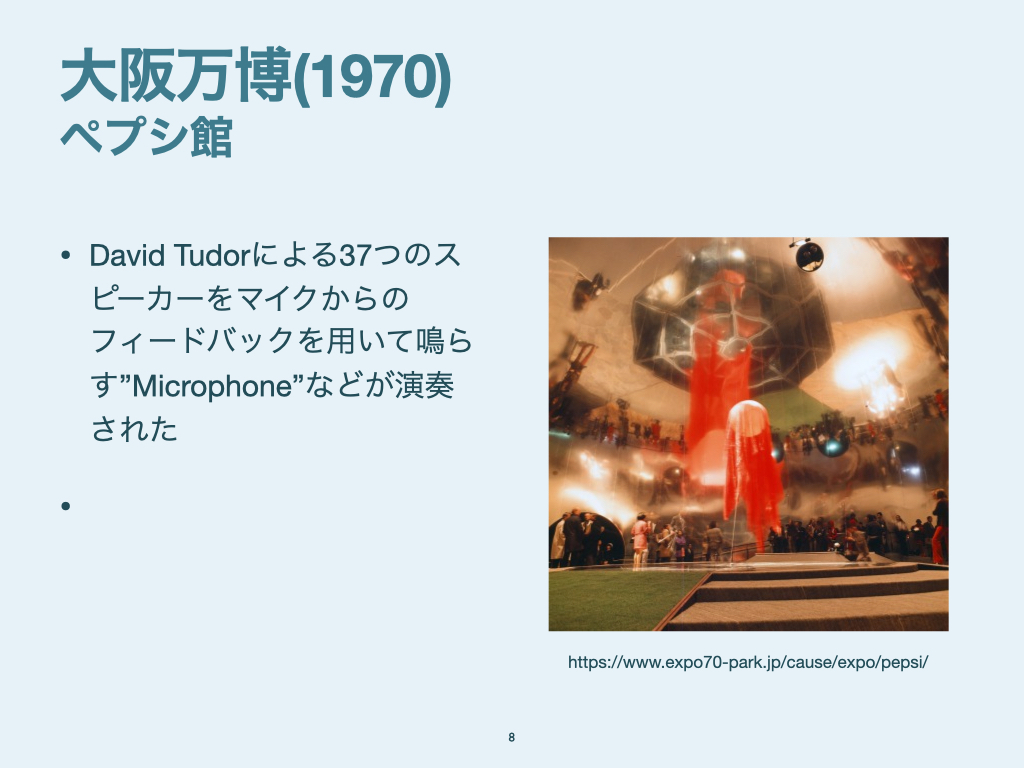 大阪万博(1970)
ペプシ館
• David Tudorによる37つのス
ピーカーをマイクからの
フィードバックを用いて鳴ら
す”Microphone”などが演奏
された
•
https://www.expo70-park.jp/cause/expo/pepsi/
8